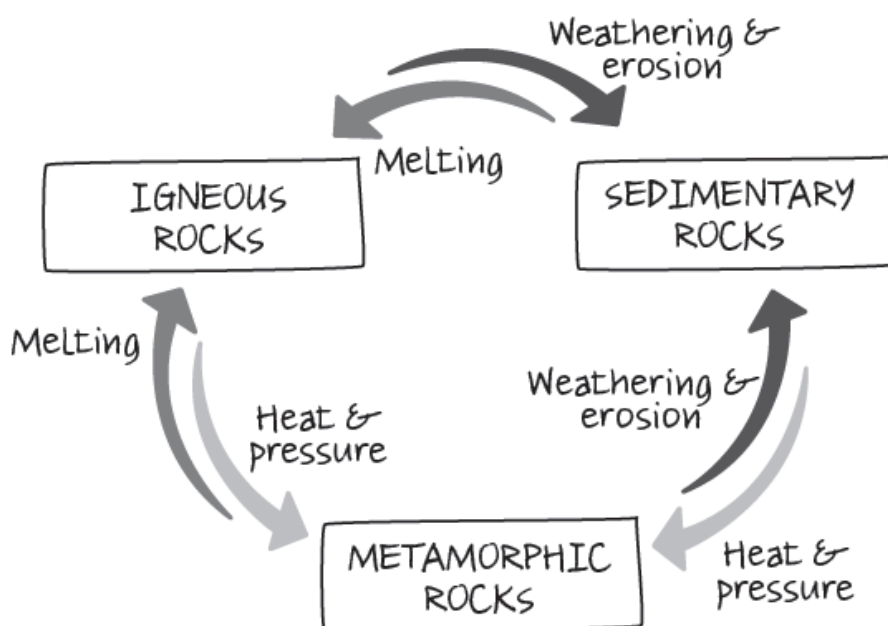 Weathering &
erosion
Melting
IGNEOUS
ROCKS
SEDIMENTARY
ROCKS
Melting
Heat &
pressure
Weathering &
erosion
METAMORPHIC
ROCKS
Heat &
pressure